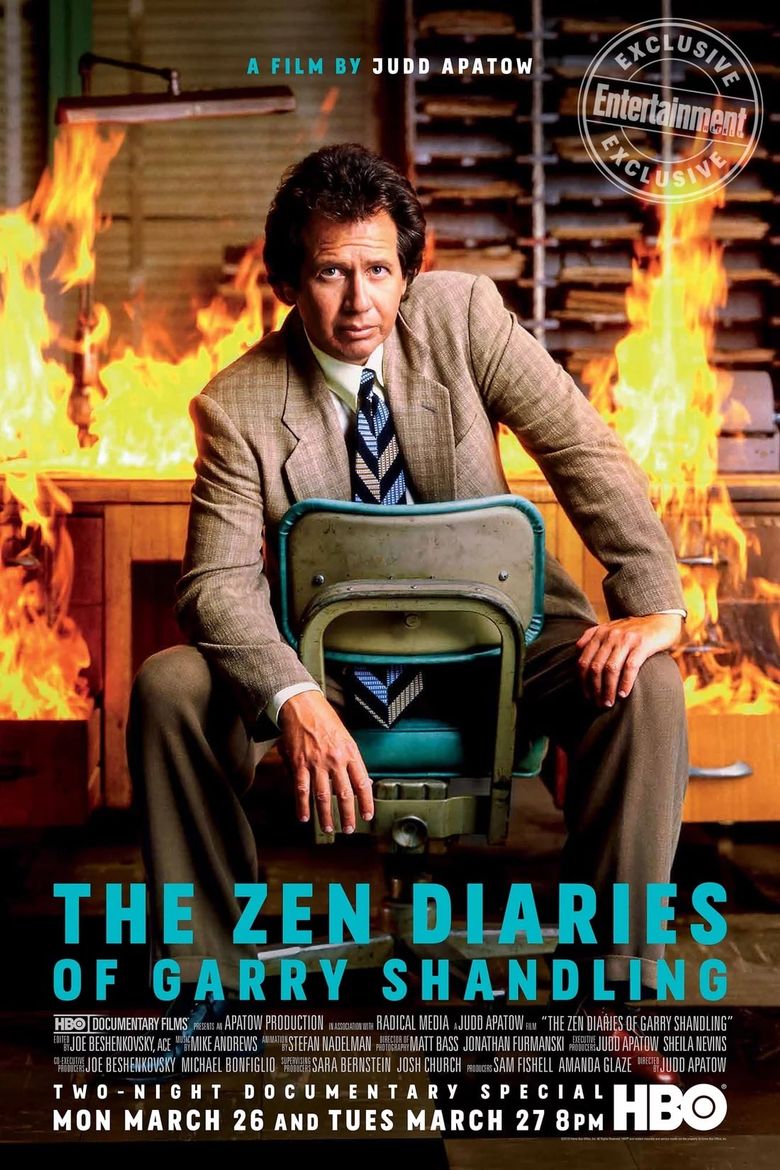 A FILM BY JUDD APATOW
EXCLUSIVE
Entertainment
WEEKLY
EXCLUSIVE
THE ZEN DIARIES
OF GARRY SHANDLING
HBO DOCUMENTARY FILMS PRESENTS AN APATOW PRODUCTION IN ASSOCIATION WITH RADICAL MEDIA A JUDD APATOW FILM "THE ZEN DIARIES OF GARRY SHANDLING"
EDITED BY JOE BESHENKOVSKY, ACE MUSIC BY MIKE ANDREWS ANIMATION BY STEFAN NADELMAN DIRECTOR OF PHOTOGRAPHY MATT BASS JONATHAN FURMANSKI EXECUTIVE PRODUCERS JUDD APATOW SHEILA NEVINS
CO-EXECUTIVE PRODUCERS JOE BESHENKOVSKY MICHAEL BONFIGLIO SUPERVISING PRODUCERS SARA BERNSTEIN JOSH CHURCH PRODUCERS SAM FISHELL AMANDA GLAZE DIRECTED BY JUDD APATOW
TWO-NIGHT DOCUMENTARY SPECIAL
MON MARCH 26 AND TUES MARCH 27 8PM HBO